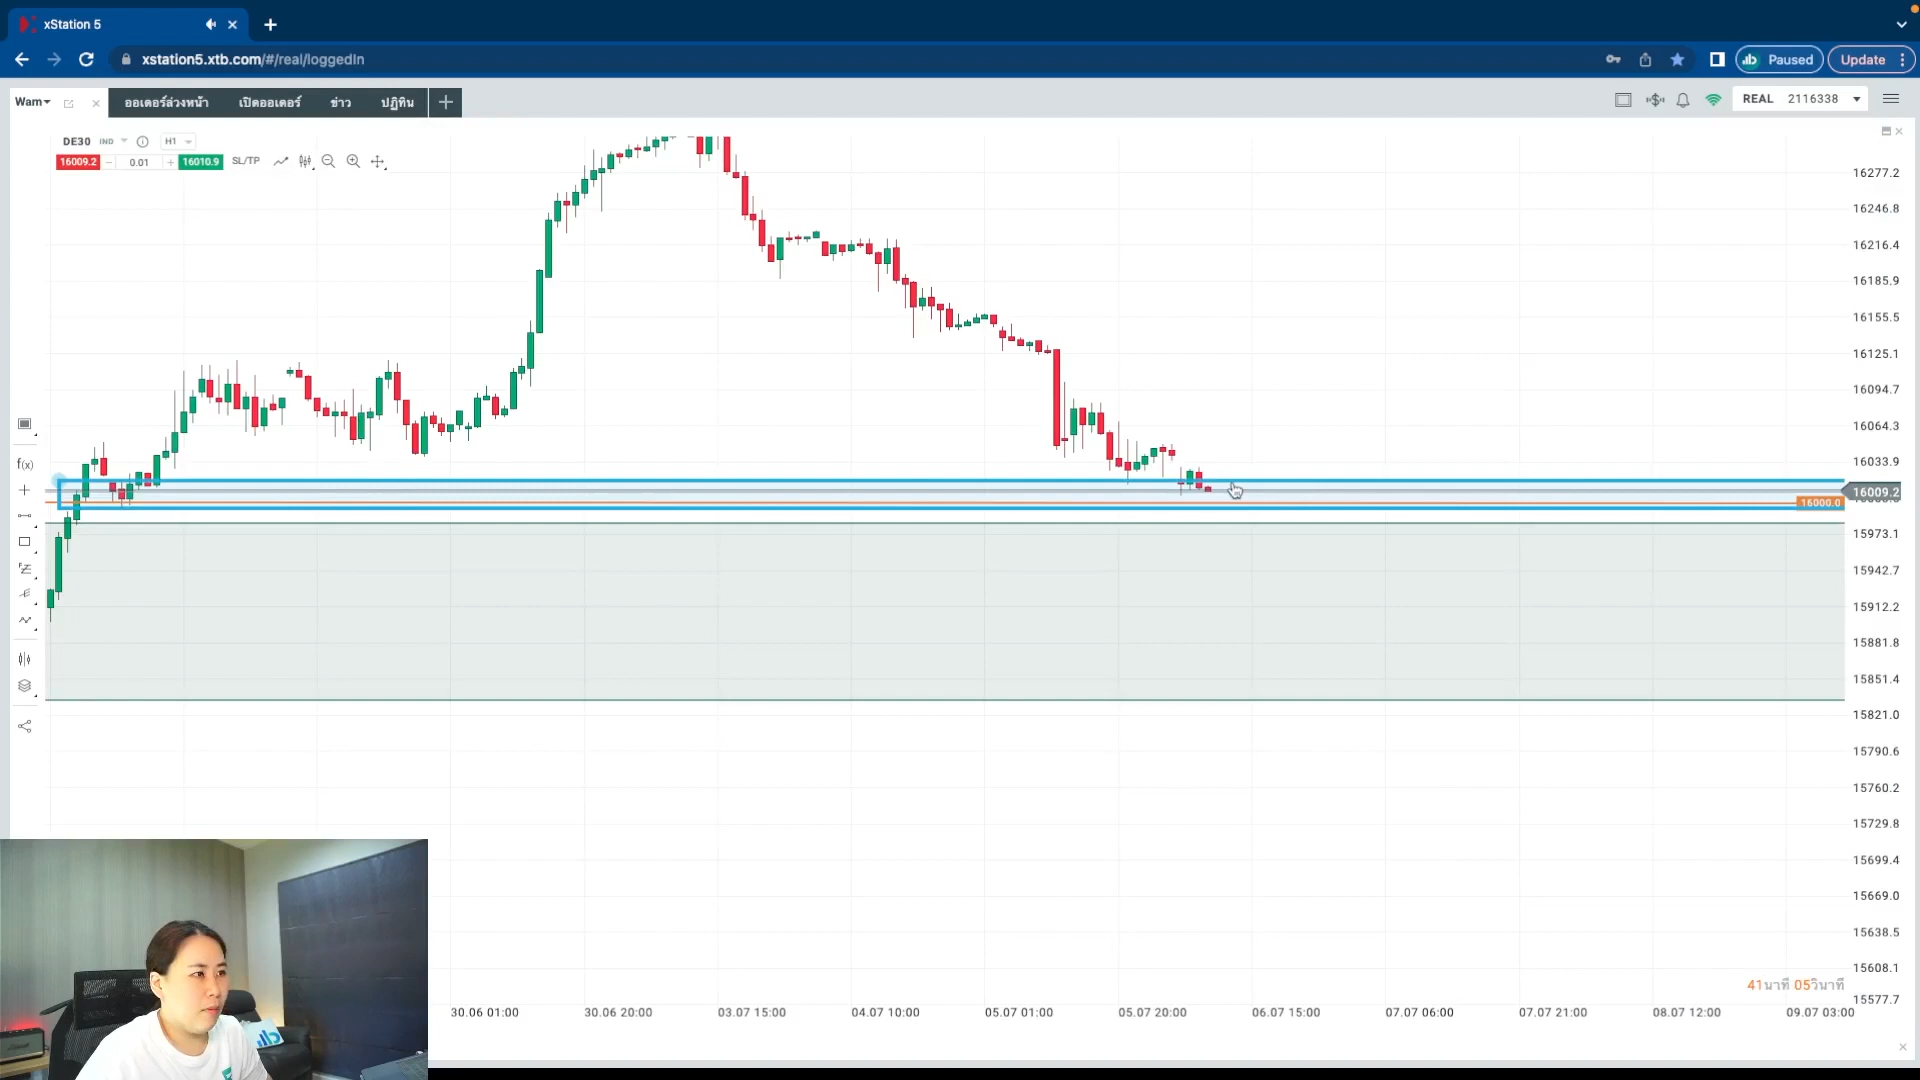 xStation 5
xstation5.xtb.com/#/real/loggedIn
Paused
Update
Wam
ออเดอร์ล่วงหน้า
เปิดออเดอร์
ข่าว
ปฏิทิน
REAL 2116338
DE30 IND H1
16009.2 0.01 16010.9 SL/TP
16277.2
16246.8
16216.4
16185.9
16155.5
16125.1
16094.7
16064.3
16033.9
16009.2
16000.0
15973.1
15942.7
15912.2
15881.8
15851.4
15821.0
15790.6
15760.2
15729.8
15699.4
15669.0
15638.5
15608.1
15577.7
f(x)
41นาที 05วินาที
30.06 01:00
30.06 20:00
03.07 15:00
04.07 10:00
05.07 01:00
05.07 20:00
06.07 15:00
07.07 06:00
07.07 21:00
08.07 12:00
09.07 03:00